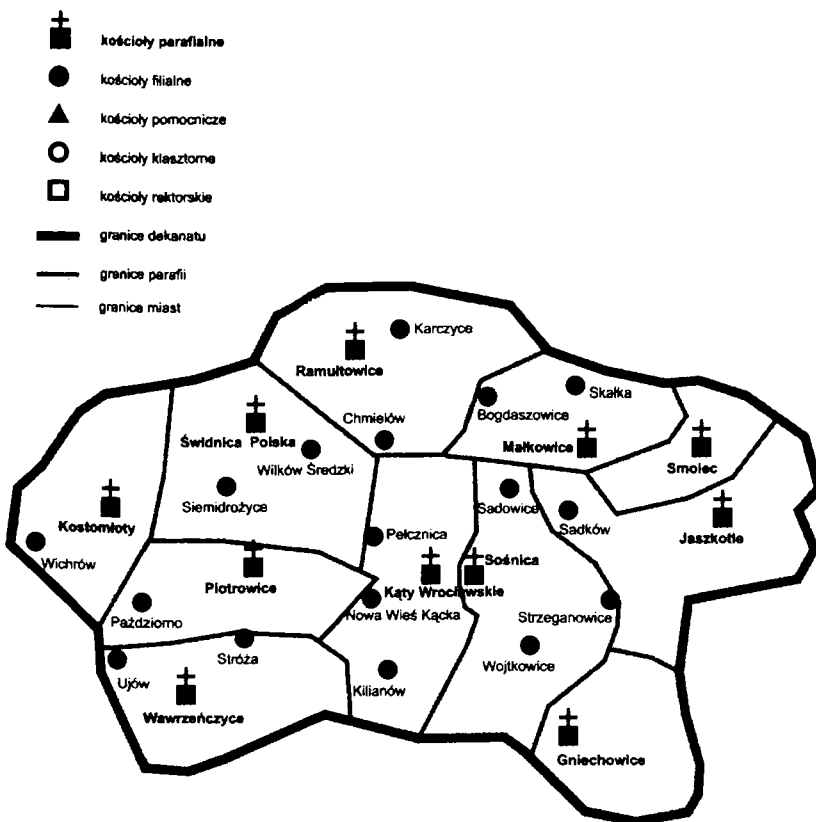 kościoły parafialne
kościoły filialne
kościoły pomocnicze
kościoły klasztorne
kościoły rektorskie
granice dekanatu
granice parafii
granice miast
Karczyce
Ramułtowice
Skałka
Bogdaszowice
Chmielów
Świdnica Polska
Małkowice
Wilków Średzki
Smolec
Siemidrożyce
Sadowice
Kostomłoty
Sadków
Jaszkotle
Pełcznica
Wichrów
Sośnica
Piotrowice
Kąty Wrocławskie
Październo
Nowa Wieś Kącka
Strzeganowice
Stróża
Ujów
Kilianów
Wojtkowice
Wawrzeńczyce
Gniechowice